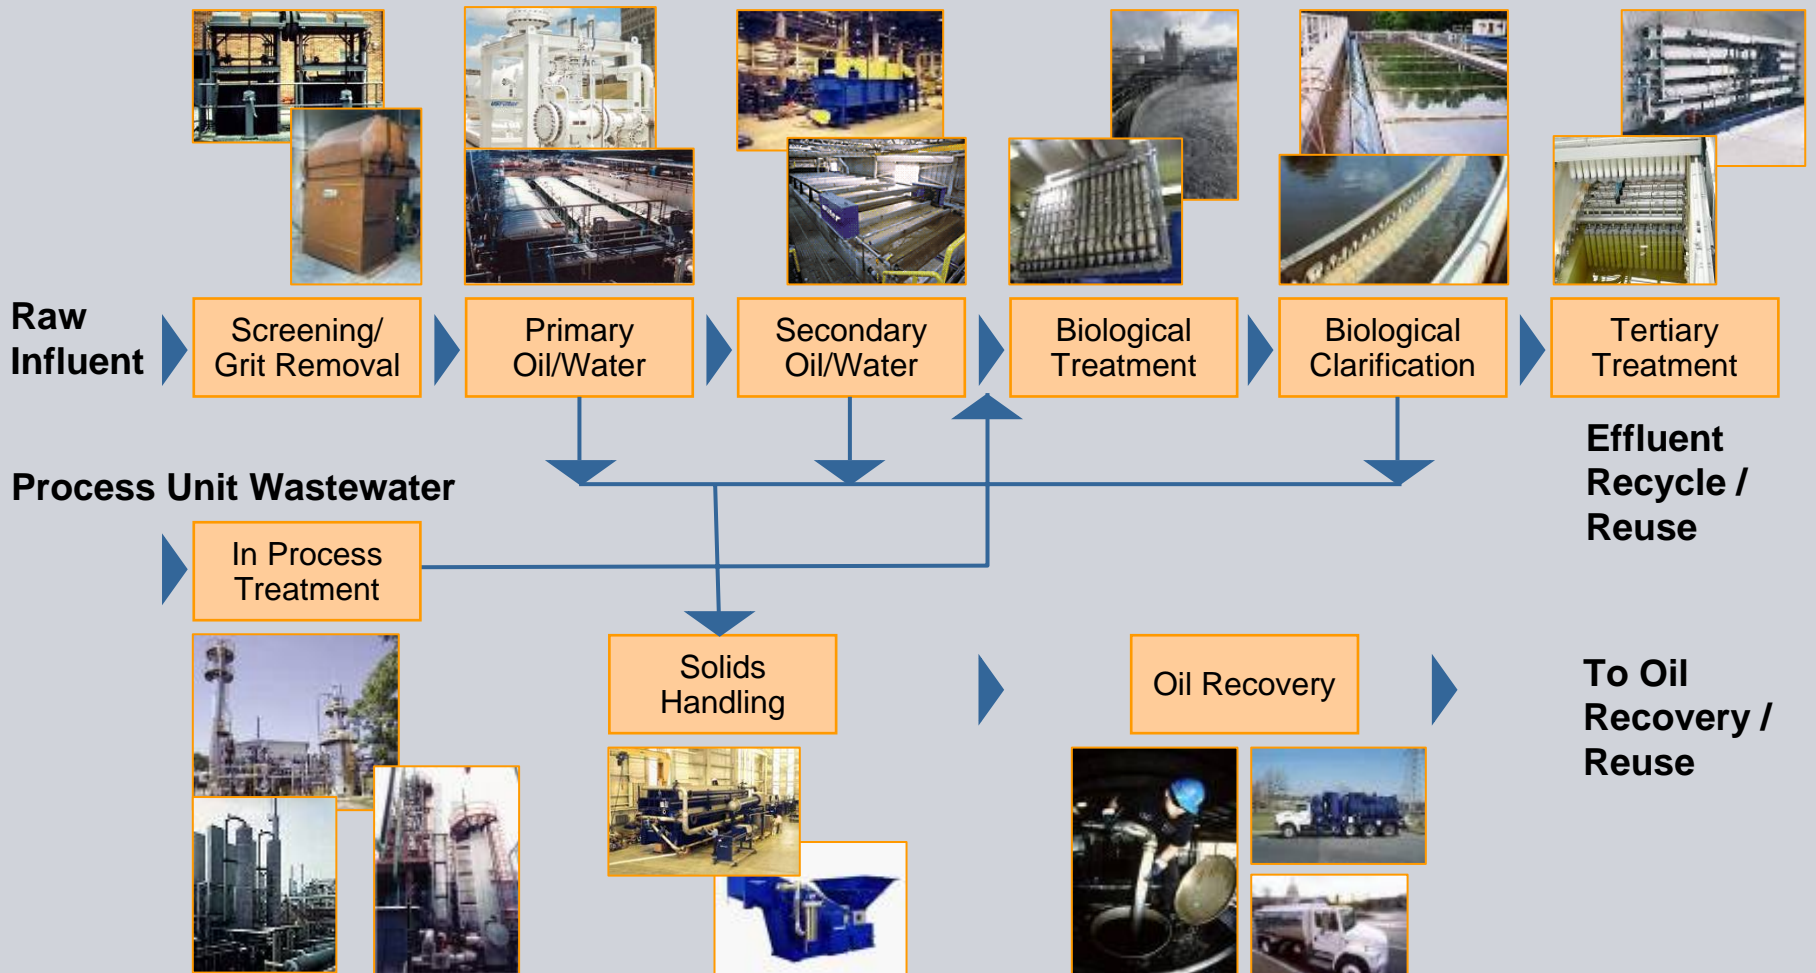 Raw
Influent
Screening/
Grit Removal
Primary
Oil/Water
Secondary
Oil/Water
Biological
Treatment
Biological
Clarification
Tertiary
Treatment
Effluent
Recycle /
Reuse
Process Unit Wastewater
In Process
Treatment
Solids
Handling
Oil Recovery
To Oil
Recovery /
Reuse